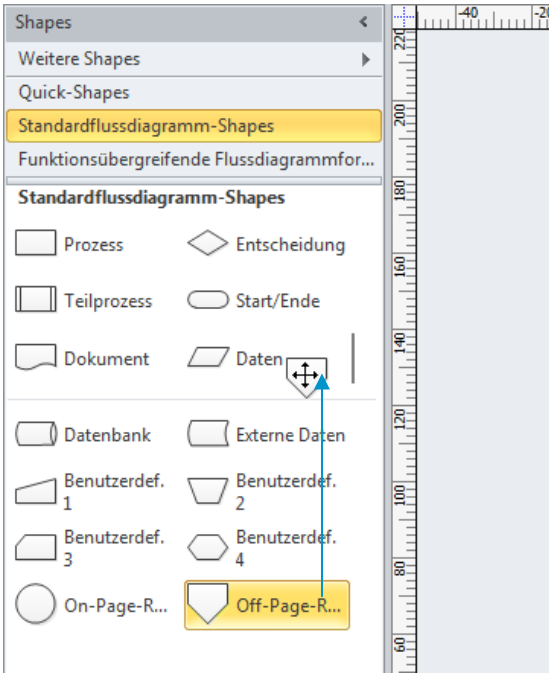 Shapes
Weitere Shapes
Quick-Shapes
Standardflussdiagramm-Shapes
Funktionsübergreifende Flussdiagrammfor...
Standardflussdiagramm-Shapes
Prozess
Entscheidung
Teilprozess
Start/Ende
Dokument
Daten
Datenbank
Externe Daten
Benutzerdef.
1
Benutzerdef.
2
Benutzerdef.
3
Benutzerdef.
4
On-Page-R...
Off-Page-R...
-40
-20
220
200
180
160
140
120
100
80
60